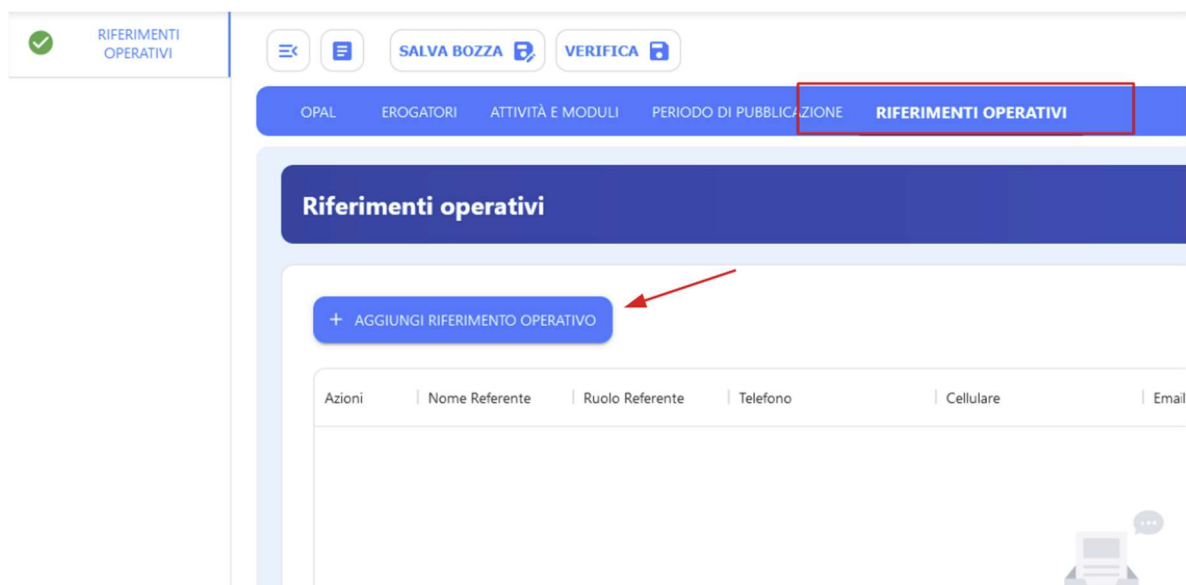 RIFERIMENTI
OPERATIVI
SALVA BOZZA VERIFICA
OPAL EROGATORI ATTIVITÀ E MODULI PERIODO DI PUBBLICAZIONE RIFERIMENTI OPERATIVI
Riferimenti operativi
+ AGGIUNGI RIFERIMENTO OPERATIVO
Azioni Nome Referente Ruolo Referente Telefono Cellulare Email